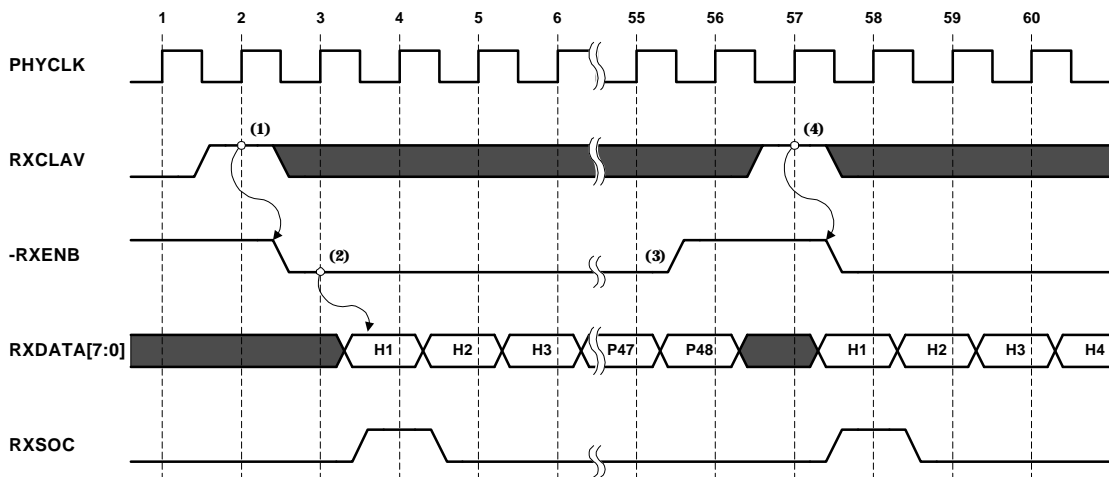 1 2 3 4 5 6 55 56 57 58 59 60
PHYCLK
(1) (4)
RXCLAV
-RXENB (2) (3)
RXDATA[7:0] H1 H2 H3 P47 P48 H1 H2 H3 H4
RXSOC